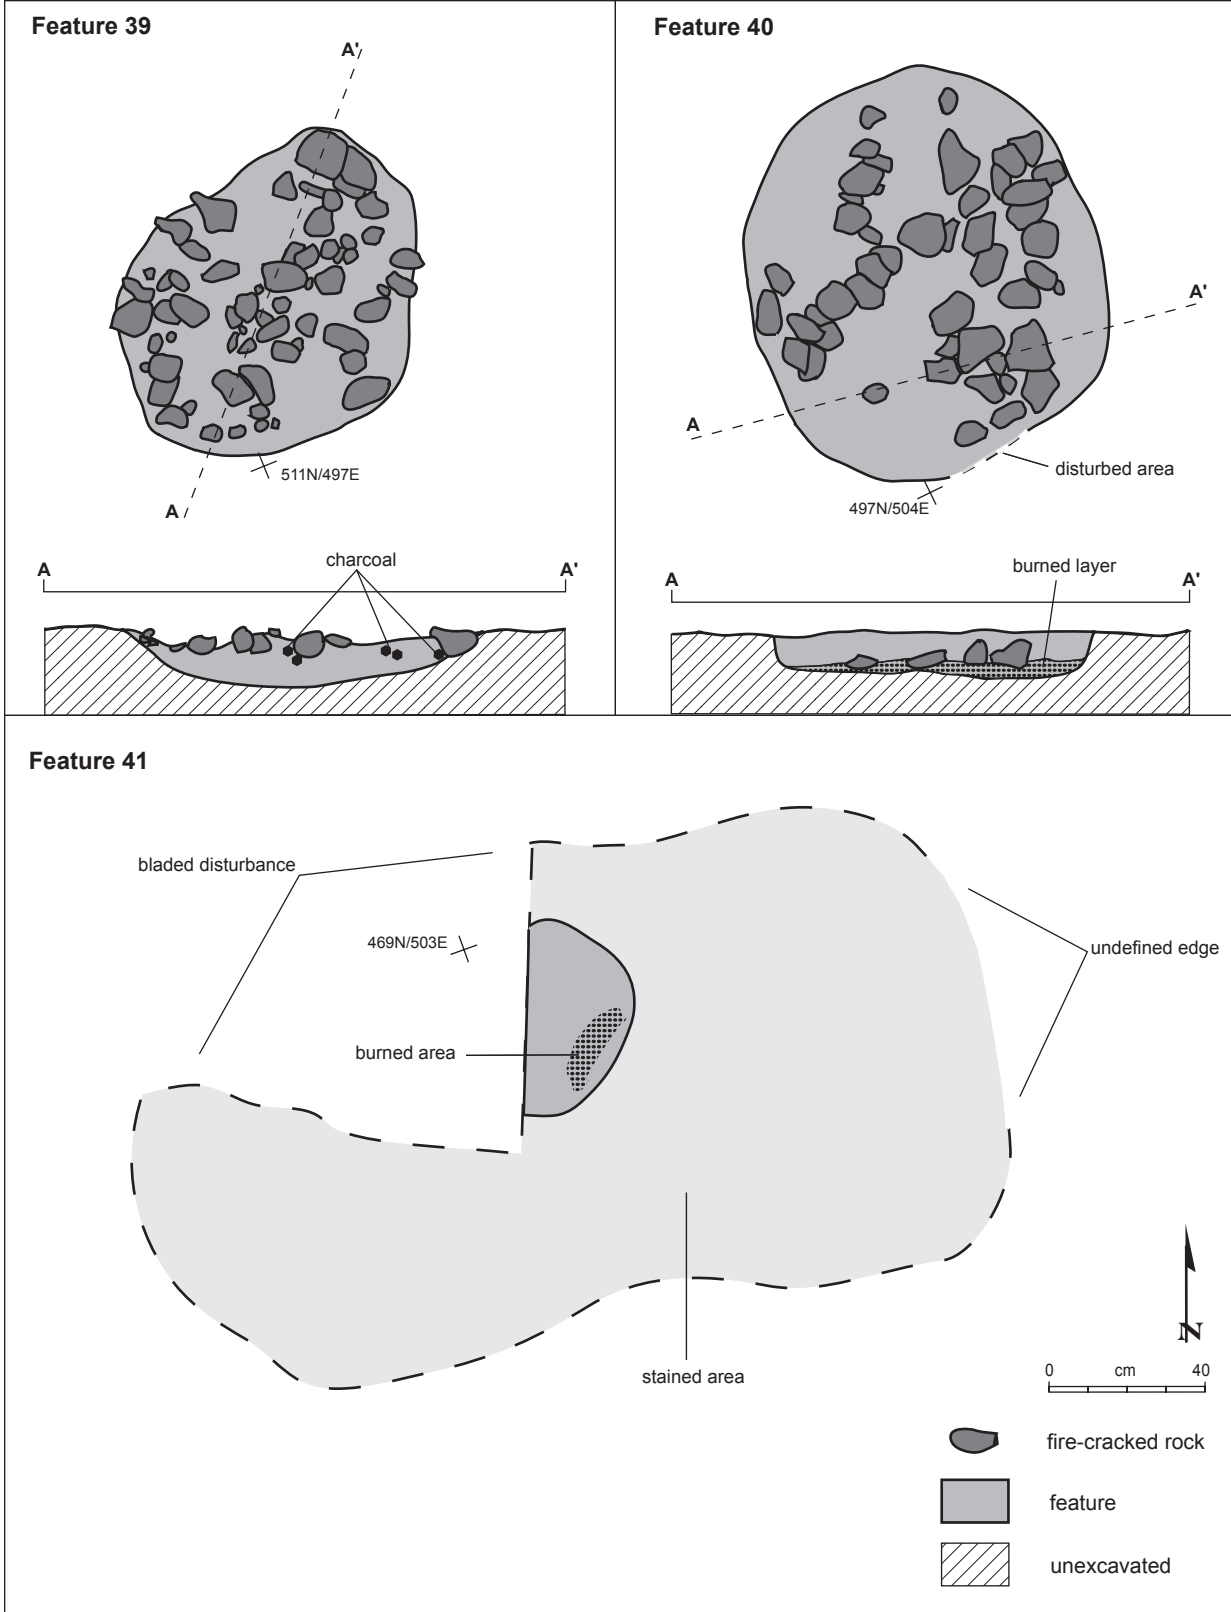 Feature 39
A'
511N/497E
A
charcoal
A A'
Feature 40
A'
A
disturbed area
497N/504E
burned layer
A A'
Feature 41
bladed disturbance
469N/503E
undefined edge
burned area
stained area
N
0 cm 40
fire-cracked rock
feature
unexcavated